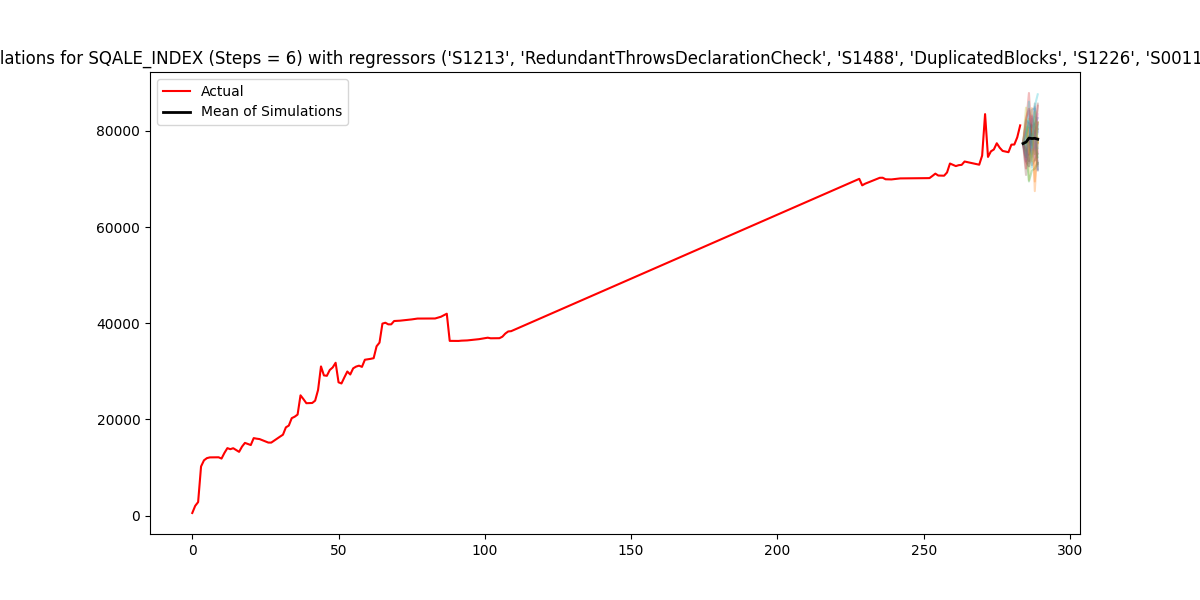 lations for SQALE_INDEX (Steps = 6) with regressors ('S1213', 'RedundantThrowsDeclarationCheck', 'S1488', 'DuplicatedBlocks', 'S1226', 'S0011
Actual
Mean of Simulations
80000
60000
40000
20000
0
0 50 100 150 200 250 300